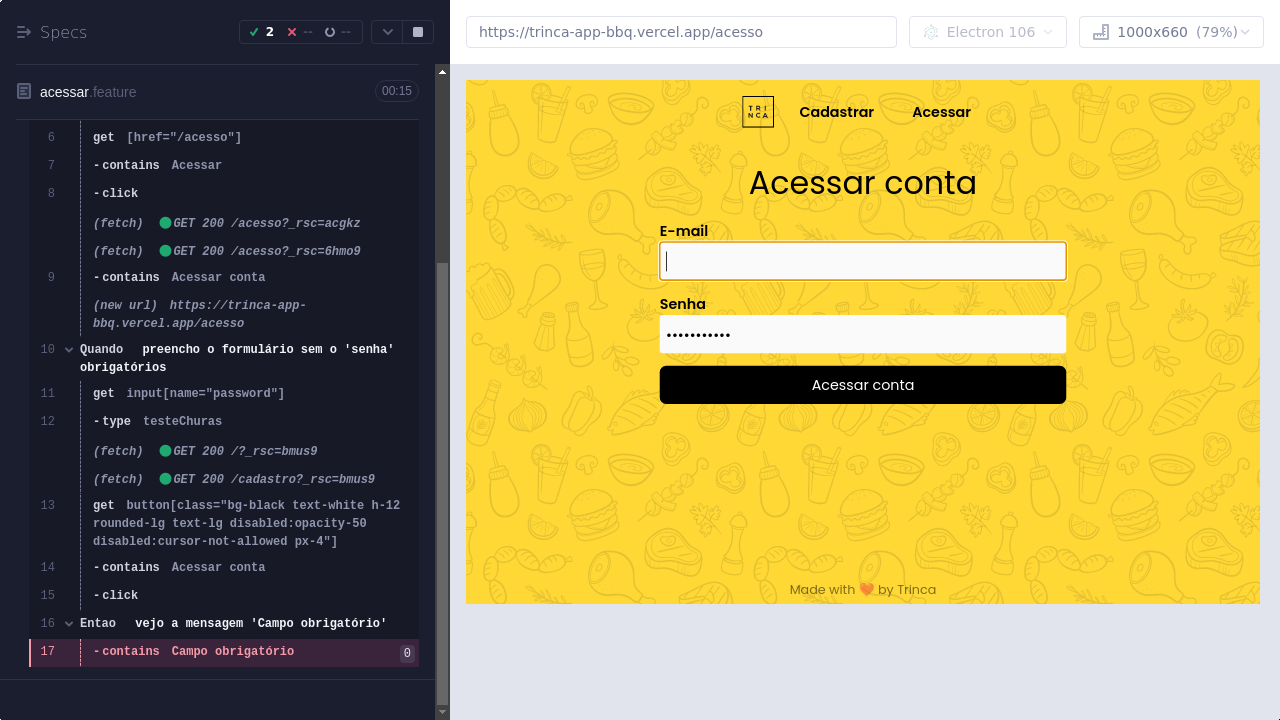 Specs
2
--
--
acessar.feature
00:15
6 get [href="/acesso"]
7 -contains Acessar
8 -click
(fetch) GET 200 /acesso?_rsc=acgkz
(fetch) GET 200 /acesso?_rsc=6hmo9
9 -contains Acessar conta
(new url) https://trinca-app-
bbq.vercel.app/acesso
10 Quando preencho o formulário sem o 'senha'
obrigatórios
11 get input[name="password"]
12 -type testeChuras
(fetch) GET 200 /?_rsc=bmus9
(fetch) GET 200 /cadastro?_rsc=bmus9
13 get button[class="bg-black text-white h-12
rounded-lg text-lg disabled:opacity-50
disabled:cursor-not-allowed px-4"]
14 -contains Acessar conta
15 -click
16 Entao vejo a mensagem 'Campo obrigatório'
17 -contains Campo obrigatório 0
https://trinca-app-bbq.vercel.app/acesso
Electron 106
1000x660 (79%)
TRI
NCA
Cadastrar
Acessar
Acessar conta
E-mail
Senha
•••••••••••
Acessar conta
Made with ❤️ by Trinca